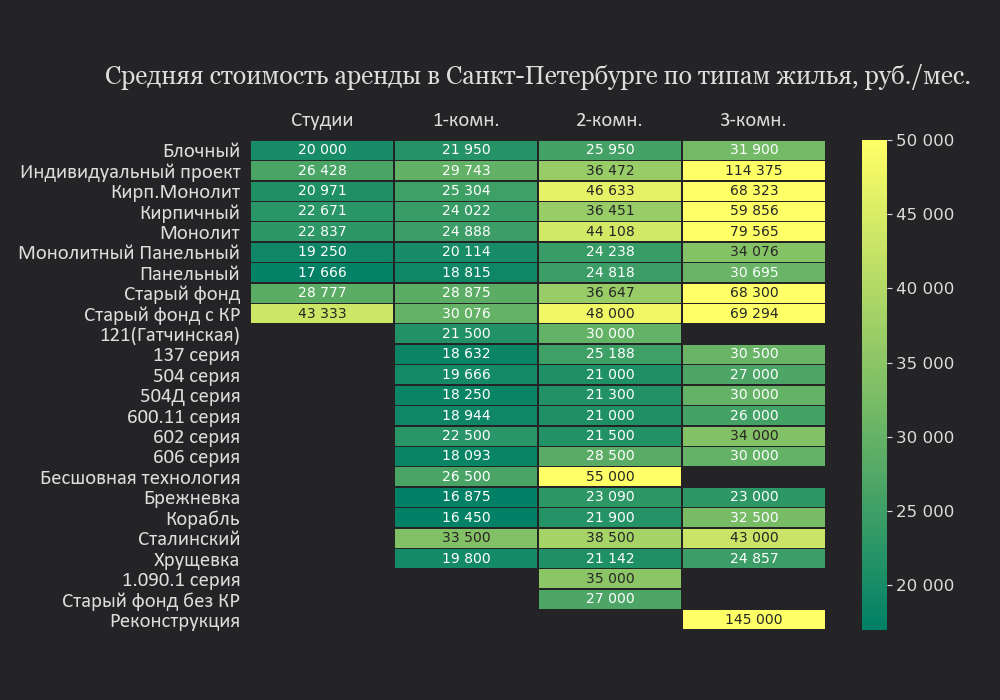 Средняя стоимость аренды в Санкт-Петербурге по типам жилья, руб./мес.
Студии 1-комн. 2-комн. 3-комн.
Блочный 20 000 21 950 25 950 31 900
Индивидуальный проект 26 428 29 743 36 472 114 375
Кирп.Монолит 20 971 25 304 46 633 68 323
Кирпичный 22 671 24 022 36 451 59 856
Монолит 22 837 24 888 44 108 79 565
Монолитный Панельный 19 250 20 114 24 238 34 076
Панельный 17 666 18 815 24 818 30 695
Старый фонд 28 777 28 875 36 647 68 300
Старый фонд с КР 43 333 30 076 48 000 69 294
121(Гатчинская) 21 500 30 000
137 серия 18 632 25 188 30 500
504 серия 19 666 21 000 27 000
504Д серия 18 250 21 300 30 000
600.11 серия 18 944 21 000 26 000
602 серия 22 500 21 500 34 000
606 серия 18 093 28 500 30 000
Бесшовная технология 26 500 55 000
Брежневка 16 875 23 090 23 000
Корабль 16 450 21 900 32 500
Сталинский 33 500 38 500 43 000
Хрущевка 19 800 21 142 24 857
1.090.1 серия 35 000
Старый фонд без КР 27 000
Реконструкция 145 000
50 000
45 000
40 000
35 000
30 000
25 000
20 000